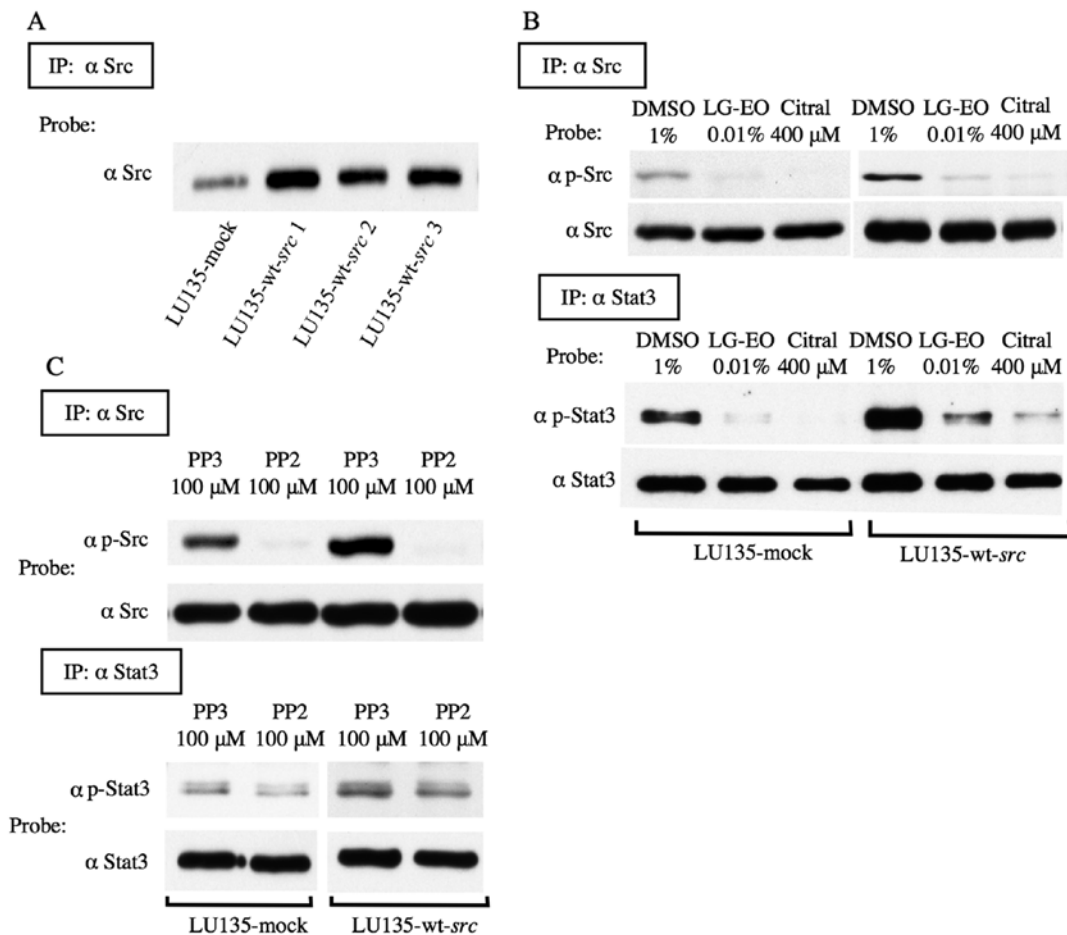 A
IP: α Src
Probe:
α Src
LU135-mock
LU135-wt-src 1
LU135-wt-src 2
LU135-wt-src 3
B
IP: α Src
DMSO LG-EO Citral DMSO LG-EO Citral
Probe: 1% 0.01% 400 μM 1% 0.01% 400 μM
α p-Src
α Src
IP: α Stat3
DMSO LG-EO Citral DMSO LG-EO Citral
Probe: 1% 0.01% 400 μM 1% 0.01% 400 μM
α p-Stat3
α Stat3
LU135-mock LU135-wt-src
C
IP: α Src
PP3 PP2 PP3 PP2
100 μM 100 μM 100 μM 100 μM
α p-Src
Probe:
α Src
IP: α Stat3
PP3 PP2 PP3 PP2
100 μM 100 μM 100 μM 100 μM
α p-Stat3
Probe:
α Stat3
LU135-mock LU135-wt-src